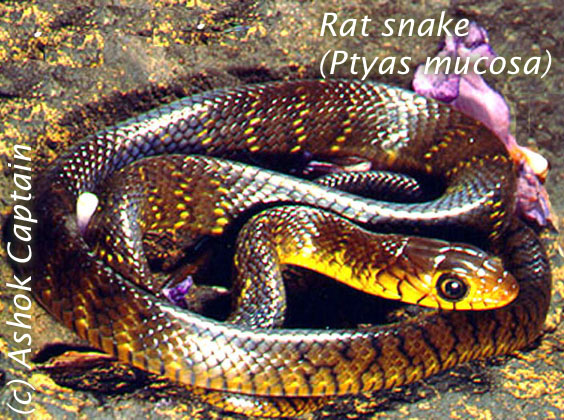 Rat snake
(Ptyas mucosa)
(c) Ashok Captain